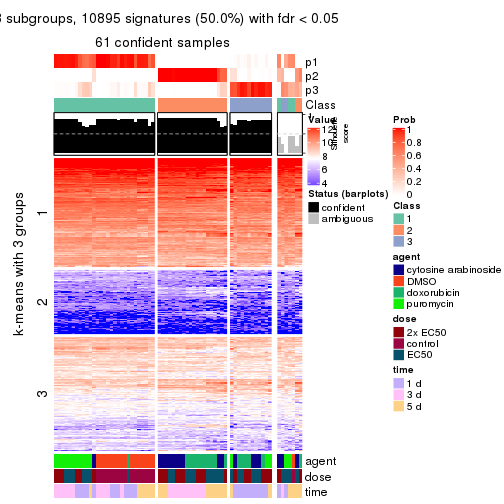 3 subgroups, 10895 signatures (50.0%) with fdr < 0.05
61 confident samples
p1
p2
p3
Class
Silhouette
score
1
2
3
k-means with 3 groups
agent
dose
time
Value
12
10
8
6
4
Status (barplots)
confident
ambiguous
Prob
1
0.8
0.6
0.4
0.2
0
Class
1
2
3
agent
cytosine arabinoside
DMSO
doxorubicin
puromycin
dose
2x EC50
control
EC50
time
1 d
3 d
5 d